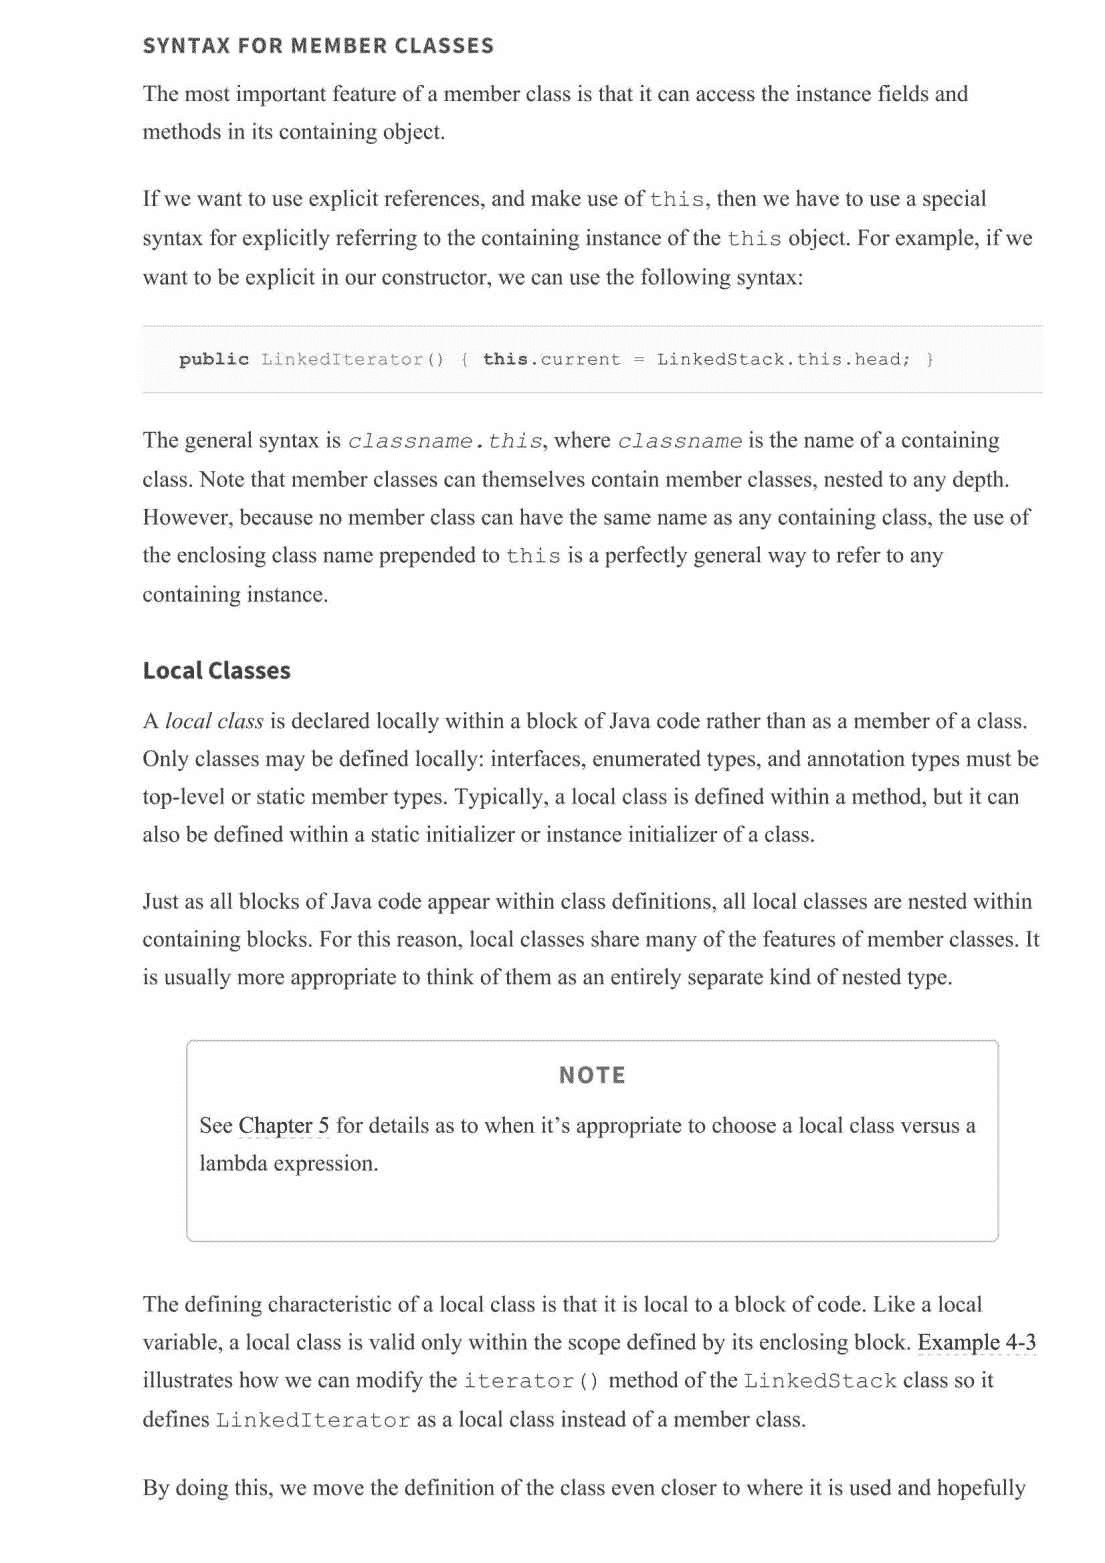 SYNTAX FOR MEMBER CLASSES
The most important feature of a member class is that it can access the instance fields and
methods in its containing object.
If we want to use explicit references, and make use of this, then we have to use a special
syntax for explicitly referring to the containing instance of the this object. For example, if we
want to be explicit in our constructor, we can use the following syntax:
public LinkedIterator() { this.current = LinkedStack.this.head; }
The general syntax is classname.this, where classname is the name of a containing
class. Note that member classes can themselves contain member classes, nested to any depth.
However, because no member class can have the same name as any containing class, the use of
the enclosing class name prepended to this is a perfectly general way to refer to any
containing instance.
Local Classes
A local class is declared locally within a block of Java code rather than as a member of a class.
Only classes may be defined locally: interfaces, enumerated types, and annotation types must be
top-level or static member types. Typically, a local class is defined within a method, but it can
also be defined within a static initializer or instance initializer of a class.
Just as all blocks of Java code appear within class definitions, all local classes are nested within
containing blocks. For this reason, local classes share many of the features of member classes. It
is usually more appropriate to think of them as an entirely separate kind of nested type.
NOTE
See Chapter 5 for details as to when it’s appropriate to choose a local class versus a
lambda expression.
The defining characteristic of a local class is that it is local to a block of code. Like a local
variable, a local class is valid only within the scope defined by its enclosing block. Example 4-3
illustrates how we can modify the iterator() method of the LinkedStack class so it
defines LinkedIterator as a local class instead of a member class.
By doing this, we move the definition of the class even closer to where it is used and hopefully